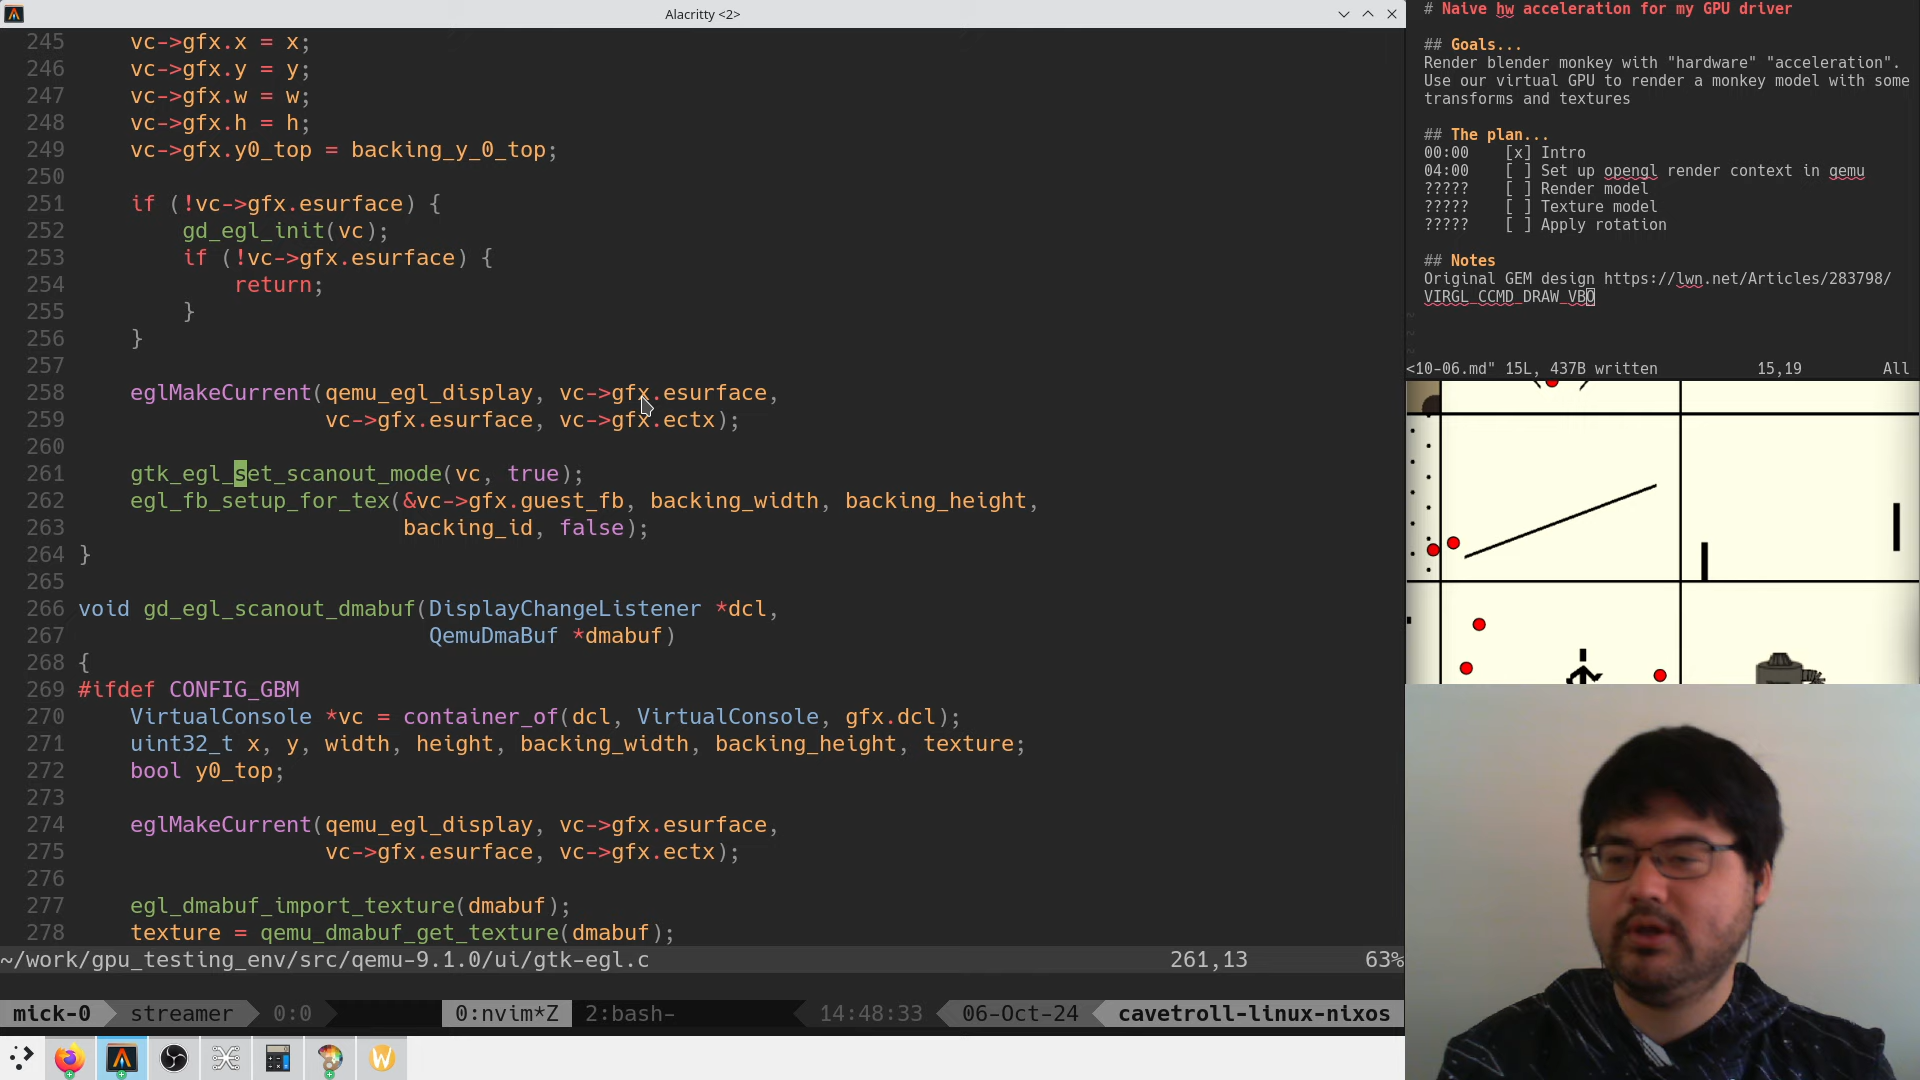 Alacritty <2>
245 vc->gfx.x = x;
246 vc->gfx.y = y;
247 vc->gfx.w = w;
248 vc->gfx.h = h;
249 vc->gfx.y0_top = backing_y_0_top;
250
251 if (!vc->gfx.esurface) {
252 gd_egl_init(vc);
253 if (!vc->gfx.esurface) {
254 return;
255 }
256 }
257
258 eglMakeCurrent(qemu_egl_display, vc->gfx.esurface,
259 vc->gfx.esurface, vc->gfx.ectx);
260
261 gtk_egl_set_scanout_mode(vc, true);
262 egl_fb_setup_for_tex(&vc->gfx.guest_fb, backing_width, backing_height,
263 backing_id, false);
264 }
265
266 void gd_egl_scanout_dmabuf(DisplayChangeListener *dcl,
267 QemuDmaBuf *dmabuf)
268 {
269 #ifdef CONFIG_GBM
270 VirtualConsole *vc = container_of(dcl, VirtualConsole, gfx.dcl);
271 uint32_t x, y, width, height, backing_width, backing_height, texture;
272 bool y0_top;
273
274 eglMakeCurrent(qemu_egl_display, vc->gfx.esurface,
275 vc->gfx.esurface, vc->gfx.ectx);
276
277 egl_dmabuf_import_texture(dmabuf);
278 texture = qemu_dmabuf_get_texture(dmabuf);
~/work/gpu_testing_env/src/qemu-9.1.0/ui/gtk-egl.c 261,13 63%
mick-0 streamer 0:0 0:nvim*Z 2:bash- 14:48:33 06-Oct-24 cavetroll-linux-nixos
# Naive hw acceleration for my GPU driver
## Goals...
Render blender monkey with "hardware" "acceleration".
Use our virtual GPU to render a monkey model with some
transforms and textures
## The plan...
00:00 [x] Intro
04:00 [ ] Set up opengl render context in qemu
????? [ ] Render model
????? [ ] Texture model
????? [ ] Apply rotation
## Notes
Original GEM design https://lwn.net/Articles/283798/
VIRGL_CCMD_DRAW_VBO
~
~
~
<10-06.md" 15L, 437B written 15,19 All